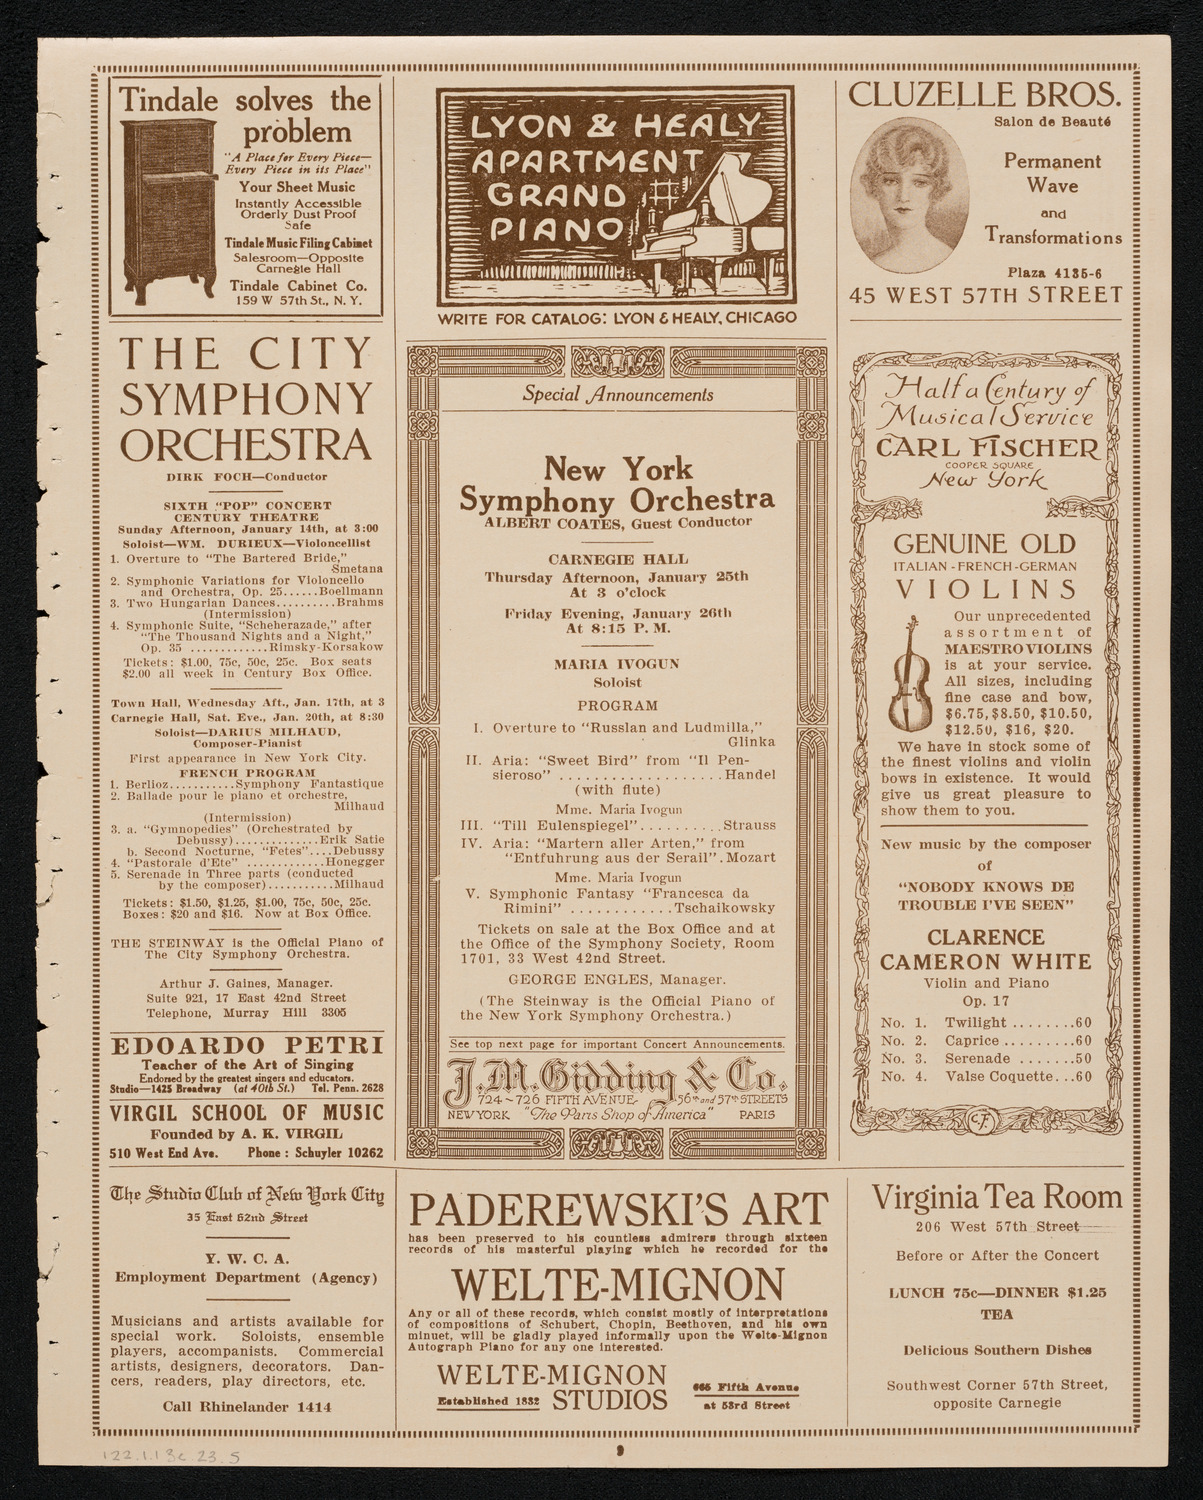 Tindale solves the
problem
"A Place for Every Piece—
Every Piece in its Place"
Your Sheet Music
Instantly Accessible
Orderly Dust Proof
Safe
Tindale Music Filing Cabinet
Salesroom—Opposite
Carnegie Hall
Tindale Cabinet Co.
159 W 57th St., N. Y.
THE CITY
SYMPHONY
ORCHESTRA
DIRK FOCH—Conductor
SIXTH "POP" CONCERT
CENTURY THEATRE
Sunday Afternoon, January 14th, at 3:00
Soloist—WM. DURIEUX—Violoncellist
1. Overture to "The Bartered Bride,"
Smetana
2. Symphonic Variations for Violoncello
and Orchestra, Op. 25......Boellmann
3. Two Hungarian Dances..........Brahms
(Intermission)
4. Symphonic Suite, "Scheherazade," after
"The Thousand Nights and a Night,"
Op. 35 .............Rimsky-Korsakow
Tickets: $1.00, 75c, 50c, 25c. Box seats
$2.00 all week in Century Box Office.
Town Hall, Wednesday Aft., Jan. 17th, at 3
Carnegie Hall, Sat. Eve., Jan. 20th, at 8:30
Soloist—DARIUS MILHAUD,
Composer-Pianist
First appearance in New York City.
FRENCH PROGRAM
1. Berlioz...........Symphony Fantastique
2. Ballade pour le piano et orchestre,
Milhaud
(Intermission)
3. a. "Gymnopedies" (Orchestrated by
Debussy).............Erik Satie
b. Second Nocturne, "Fetes"....Debussy
4. "Pastorale d'Ete" ............Honegger
5. Serenade in Three parts (conducted
by the composer)...........Milhaud
Tickets: $1.50, $1.25, $1.00, 75c, 50c, 25c.
Boxes: $20 and $16. Now at Box Office.
THE STEINWAY is the Official Piano of
The City Symphony Orchestra.
Arthur J. Gaines, Manager.
Suite 921, 17 East 42nd Street
Telephone, Murray Hill 3305
EDOARDO PETRI
Teacher of the Art of Singing
Endorsed by the greatest singers and educators.
Studio—1425 Broadway (at 40th St.) Tel. Penn. 2628
VIRGIL SCHOOL OF MUSIC
Founded by A. K. VIRGIL
510 West End Ave. Phone : Schuyler 10262
LYON & HEALY
APARTMENT
GRAND
PIANO
WRITE FOR CATALOG: LYON & HEALY, CHICAGO
Special Announcements
New York
Symphony Orchestra
ALBERT COATES, Guest Conductor
CARNEGIE HALL
Thursday Afternoon, January 25th
At 3 o'clock
Friday Evening, January 26th
At 8:15 P. M.
MARIA IVOGUN
Soloist
PROGRAM
I. Overture to "Russlan and Ludmilla,"
Glinka
II. Aria: "Sweet Bird" from "Il Pen-
sieroso" ...................Handel
(with flute)
Mme. Maria Ivogun
III. "Till Eulenspiegel"..........Strauss
IV. Aria: "Martern aller Arten," from
"Entfuhrung aus der Serail".Mozart
Mme. Maria Ivogun
V. Symphonic Fantasy "Francesca da
Rimini" ............Tschaikowsky
Tickets on sale at the Box Office and at
the Office of the Symphony Society, Room
1701, 33 West 42nd Street.
GEORGE ENGLES, Manager.
(The Steinway is the Official Piano of
the New York Symphony Orchestra.)
See top next page for important Concert Announcements.
J.M. Gidding & Co.
724~726 FIFTH AVENUE- 56TH and 57TH STREETS
NEW YORK "The Paris Shop of America" PARIS
CLUZELLE BROS.
Salon de Beauté
Permanent
Wave
and
Transformations
Plaza 4135-6
45 WEST 57TH STREET
Half a Century of
Musical Service
CARL FISCHER
COOPER SQUARE
New York
GENUINE OLD
ITALIAN-FRENCH-GERMAN
VIOLINS
Our unprecedented
assortment of
MAESTRO VIOLINS
is at your service.
All sizes, including
fine case and bow,
$6.75, $8.50, $10.50,
$12.50, $16, $20.
We have in stock some of
the finest violins and violin
bows in existence. It would
give us great pleasure to
show them to you.
New music by the composer
of
"NOBODY KNOWS DE
TROUBLE I'VE SEEN"
CLARENCE
CAMERON WHITE
Violin and Piano
Op. 17
No. 1. Twilight ........60
No. 2. Caprice .........60
No. 3. Serenade .......50
No. 4. Valse Coquette...60
C.F.
The Studio Club of New York City
35 East 62nd Street
Y. W. C. A.
Employment Department (Agency)
Musicians and artists available for
special work. Soloists, ensemble
players, accompanists. Commercial
artists, designers, decorators. Dan-
cers, readers, play directors, etc.
Call Rhinelander 1414
PADEREWSKI'S ART
has been preserved to his countless admirers through sixteen
records of his masterful playing which he recorded for the
WELTE-MIGNON
Any or all of these records, which consist mostly of interpretations
of compositions of Schubert, Chopin, Beethoven, and his own
minuet, will be gladly played informally upon the Welte-Mignon
Autograph Piano for any one interested.
WELTE-MIGNON
Established 1832 STUDIOS
665 Fifth Avenue
at 53rd Street
Virginia Tea Room
206 West 57th Street
Before or After the Concert
LUNCH 75c—DINNER $1.25
TEA
Delicious Southern Dishes
Southwest Corner 57th Street,
opposite Carnegie
9